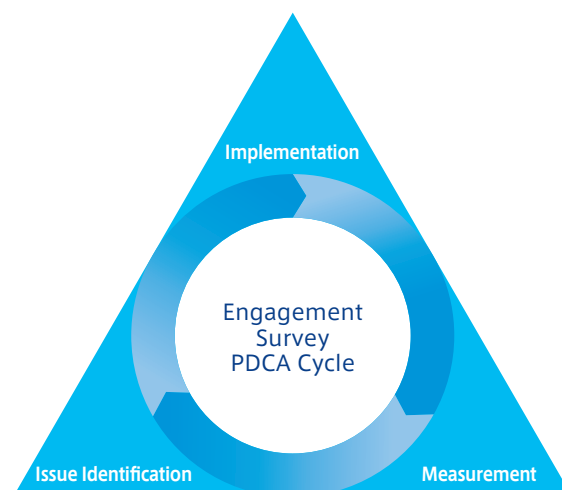 Implementation
Engagement
Survey
PDCA Cycle
Issue Identification
Measurement